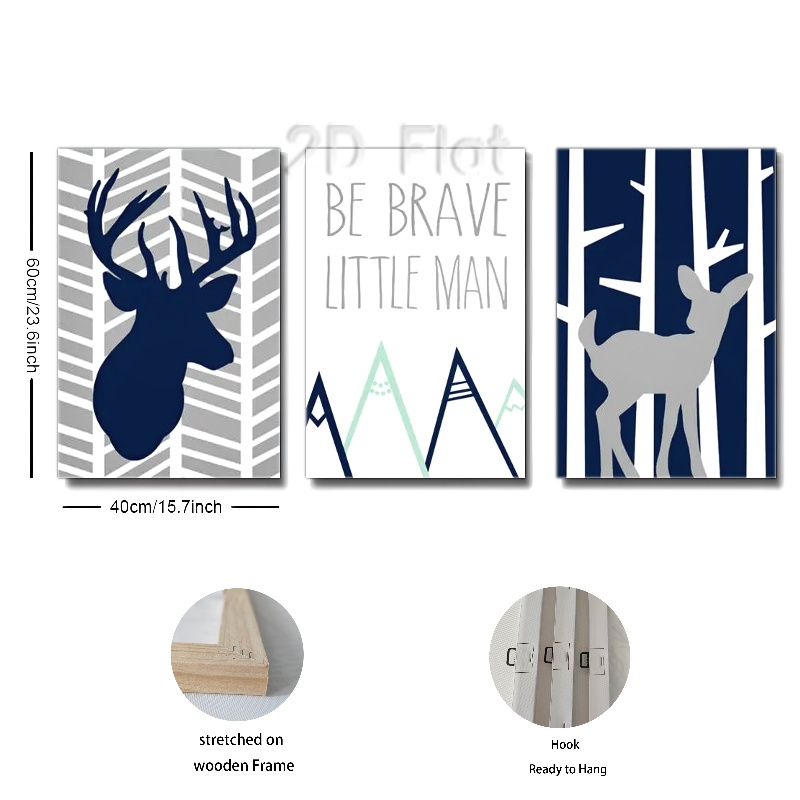 2D Flat
BE BRAVE
LITTLE MAN
60cm/23.6inch
40cm/15.7inch
stretched on
wooden Frame
Hook
Ready to Hang